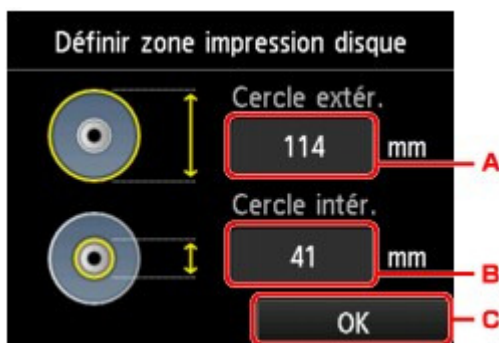 Définir zone impression disque
Cercle extér.
114 mm
A
Cercle intér.
41 mm
B
OK
C